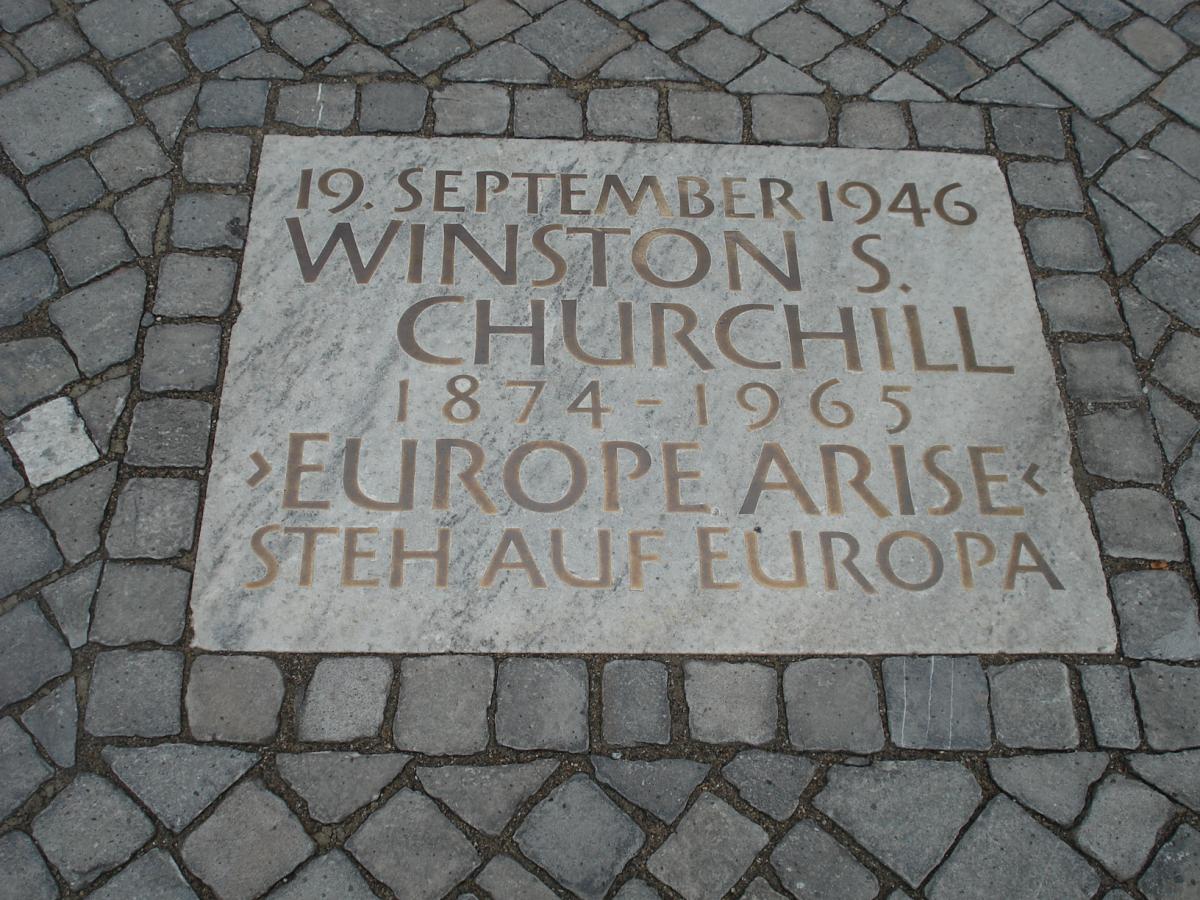 19. SEPTEMBER 1946
WINSTON S.
CHURCHILL
1874-1965
›EUROPE ARISE‹
STEH AUF EUROPA